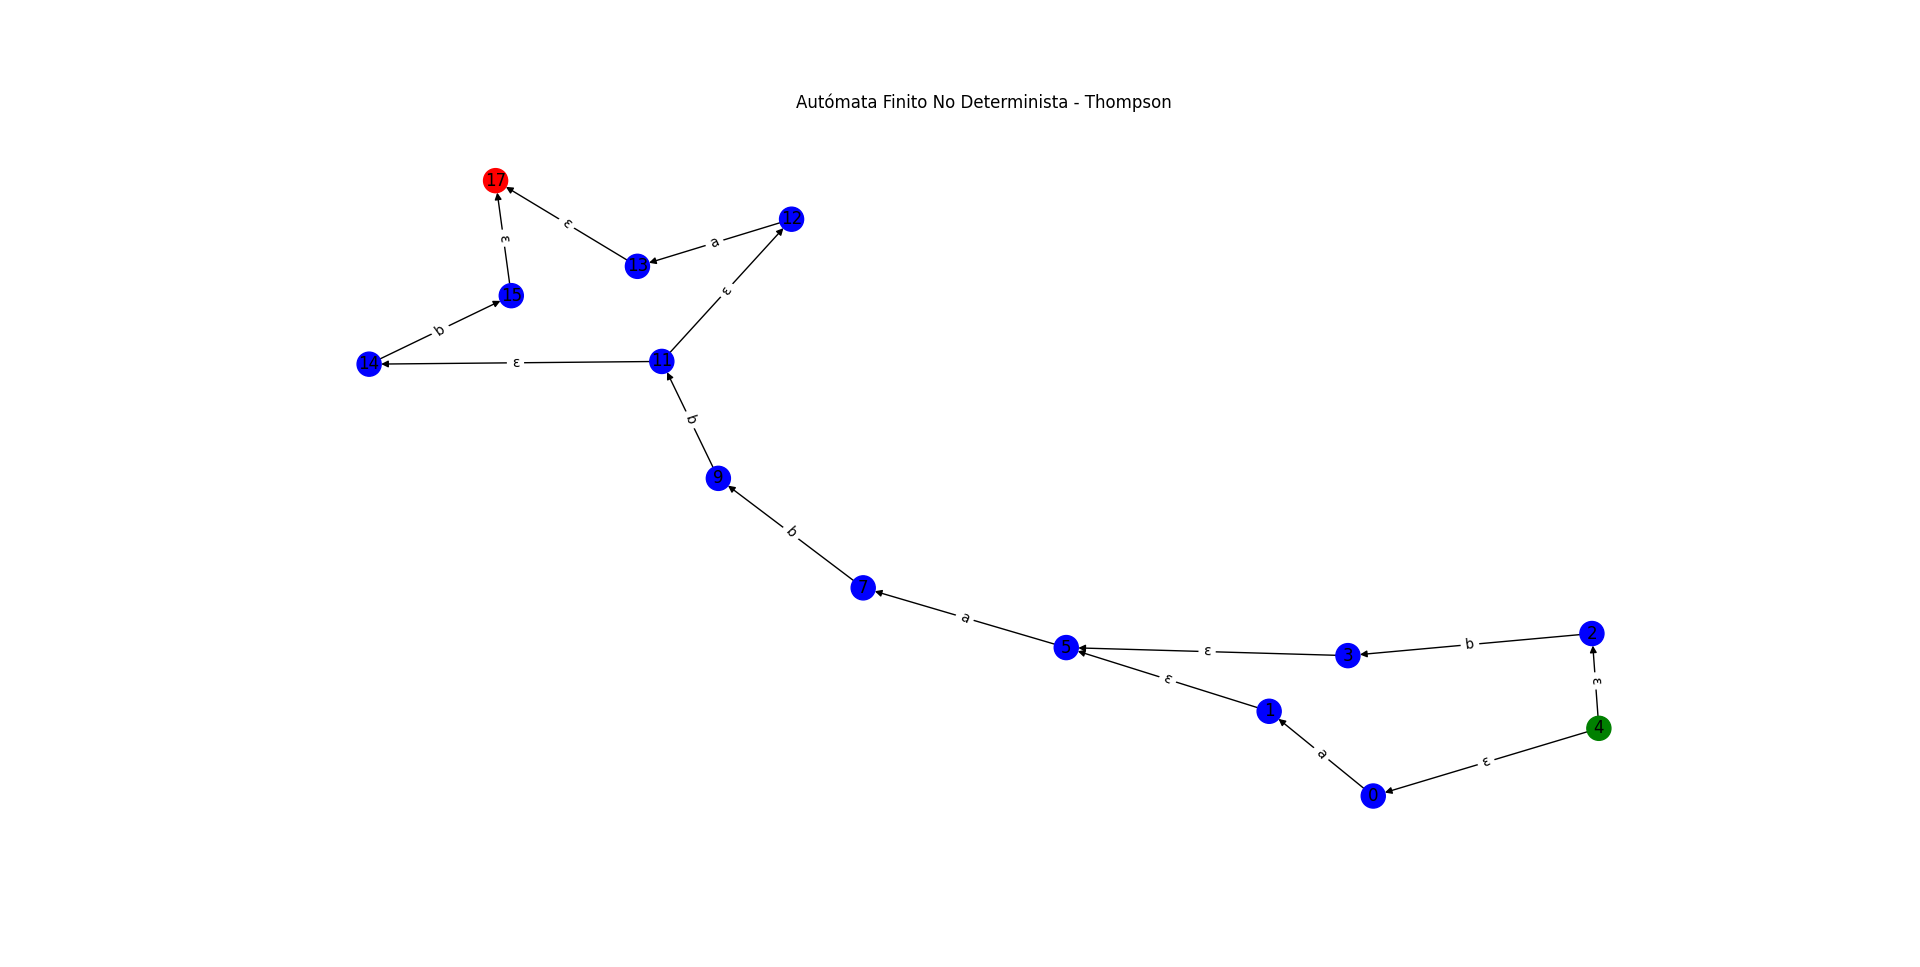 Autómata Finito No Determinista - Thompson
17
12
ε
ε
a
13
15
ε
b
14
ε
11
b
9
b
7
a
5
ε
3
b
2
ε
ε
1
4
a
ε
0